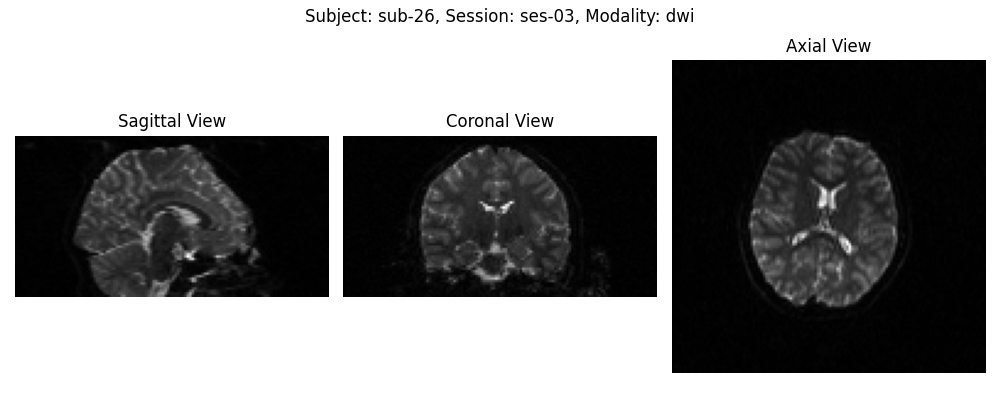 Subject: sub-26, Session: ses-03, Modality: dwi
Sagittal View
Coronal View
Axial View